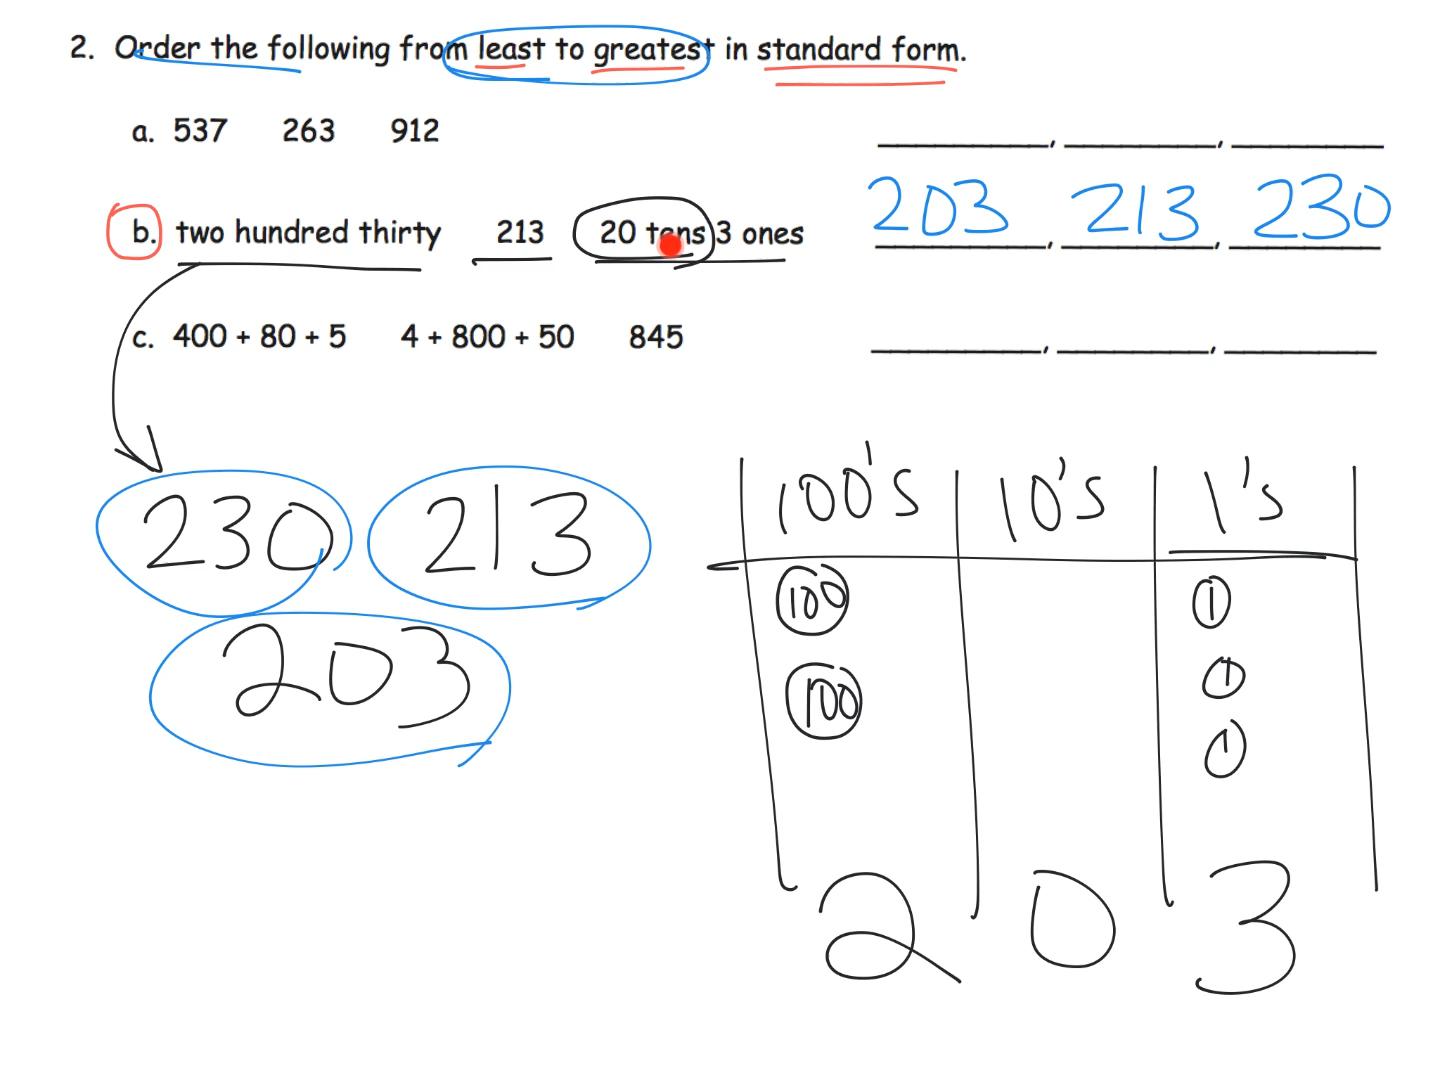 2. Order the following from least to greatest in standard form.
a. 537 263 912 , ,
b. two hundred thirty 213 20 tens 3 ones 203, 213, 230
c. 400 + 80 + 5 4 + 800 + 50 845 , ,
230 213
203
100's 10's 1's
100 1
100 1
1
2 0 3